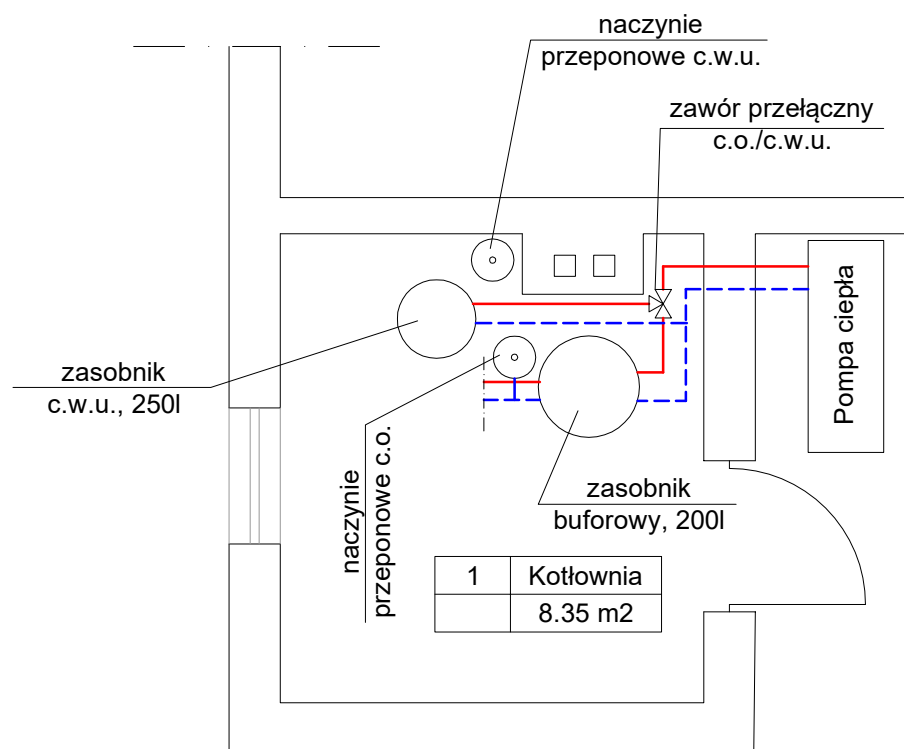 naczynie
przeponowe c.w.u.
zawór przełączny
c.o./c.w.u.
Pompa ciepła
zasobnik
c.w.u., 250l
naczynie
przeponowe c.o.
zasobnik
buforowy, 200l
1 Kotłownia
8.35 m2